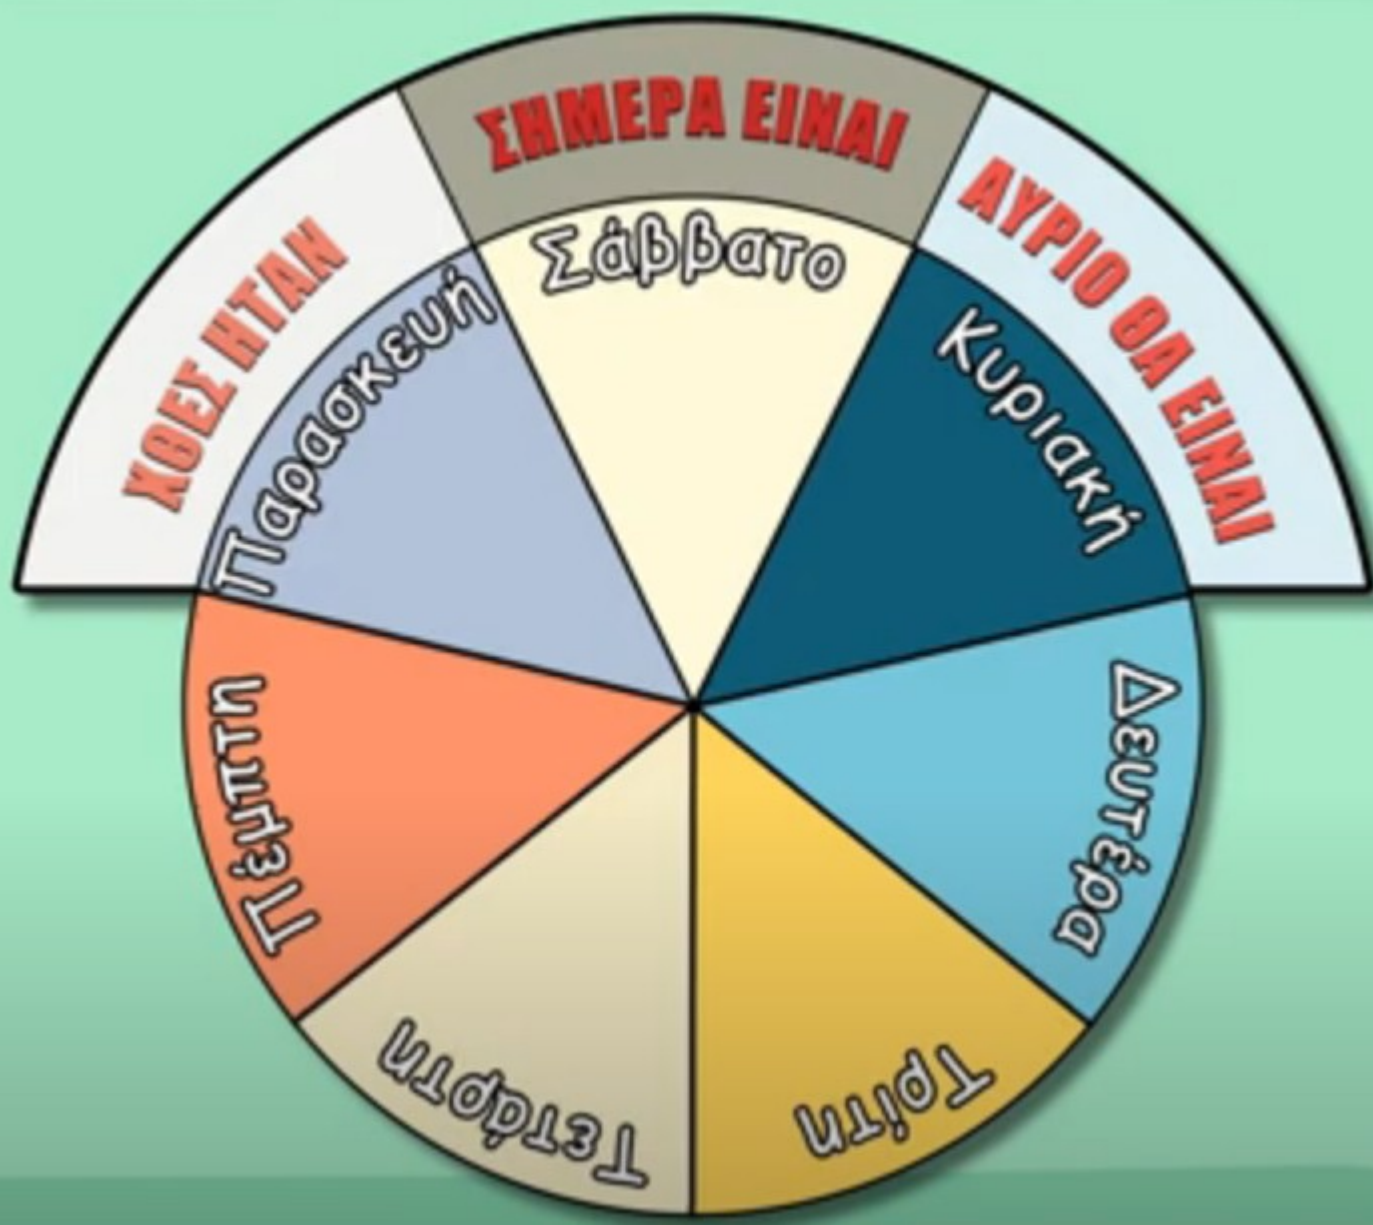 ΧΘΕΣ ΗΤΑΝ
ΣΗΜΕΡΑ ΕΙΝΑΙ
ΑΥΡΙΟ ΘΑ ΕΙΝΑΙ
Παρασκευή
Σάββατο
Κυριακή
Δευτέρα
Τρίτη
Τετάρτη
Πέμπτη